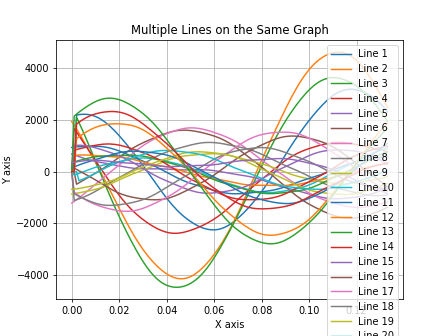 Multiple Lines on the Same Graph
Y axis
4000
2000
0
−2000
−4000
0.00
0.02
0.04
0.06
0.08
0.10
X axis
Line 1
Line 2
Line 3
Line 4
Line 5
Line 6
Line 7
Line 8
Line 9
Line 10
Line 11
Line 12
Line 13
Line 14
Line 15
Line 16
Line 17
Line 18
Line 19
Line 20